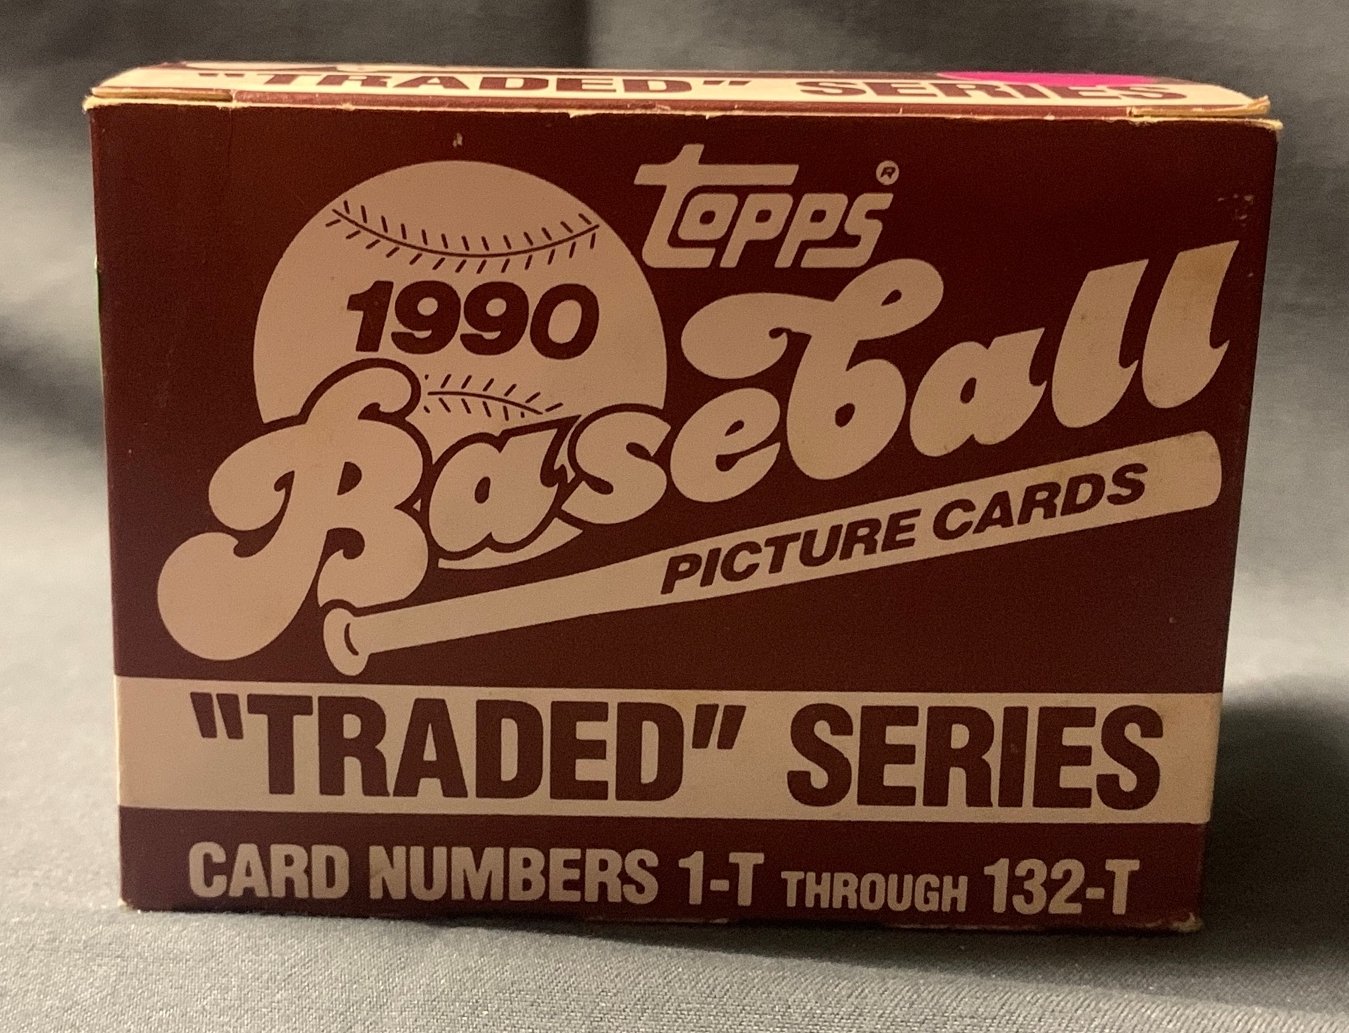 "TRADED" SERIES
topps®
1990
Baseball
PICTURE CARDS
"TRADED" SERIES
CARD NUMBERS 1-T THROUGH 132-T